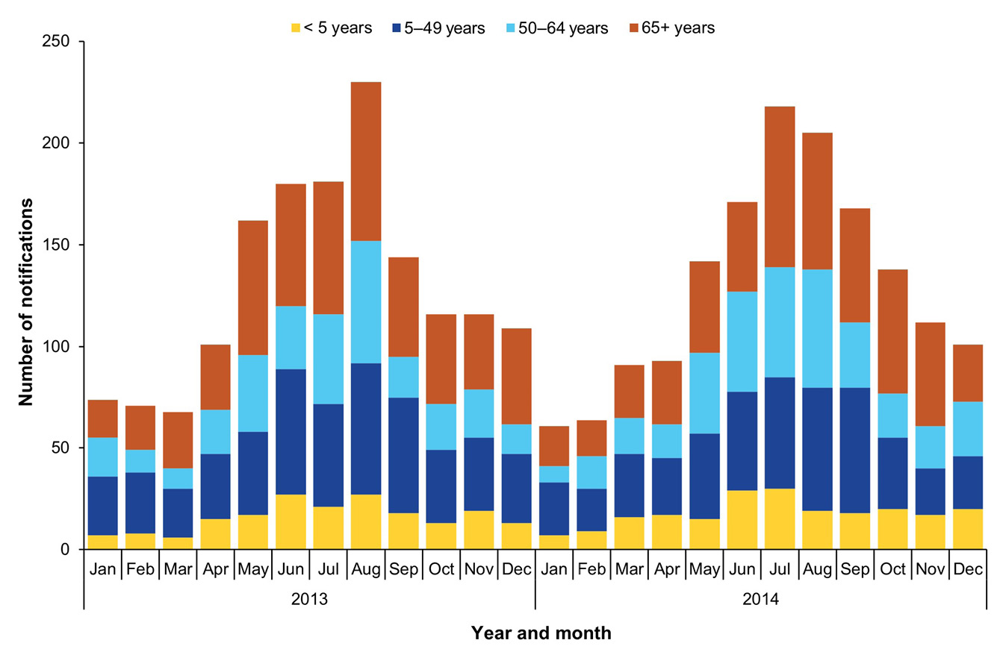 < 5 years 5–49 years 50–64 years 65+ years
250
200
150
100
50
0
Number of notifications
Jan Feb Mar Apr May Jun Jul Aug Sep Oct Nov Dec Jan Feb Mar Apr May Jun Jul Aug Sep Oct Nov Dec
2013 2014
Year and month